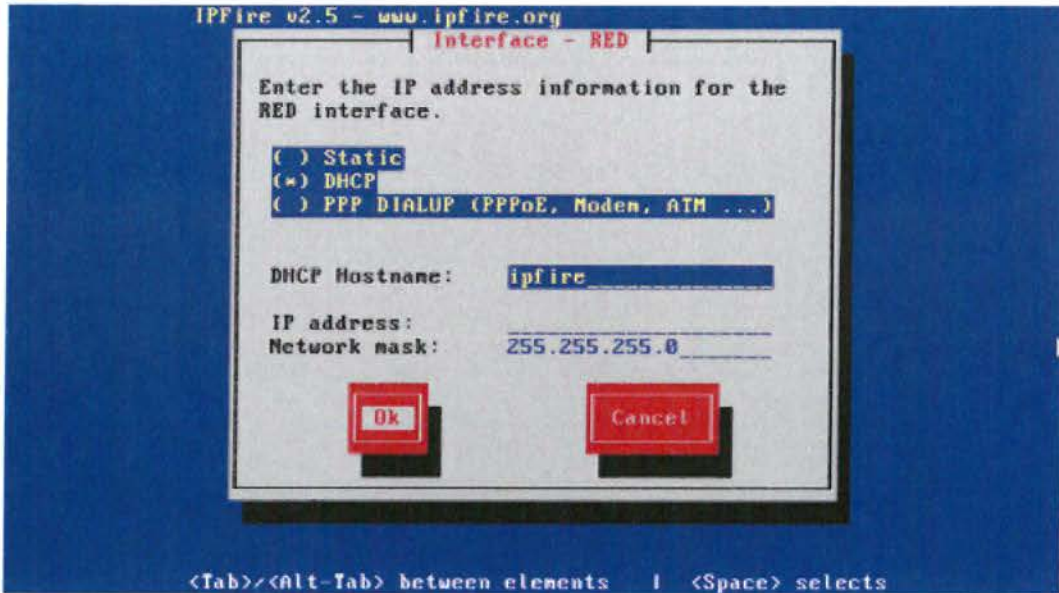 IPFire v2.5 - www.ipfire.org
Interface - RED
Enter the IP address information for the
RED interface.
( ) Static
(*) DHCP
( ) PPP DIALUP (PPPoE, Modem, ATM ...)
DHCP Hostname: ipfire
IP address:
Network mask: 255.255.255.0
Ok Cancel
<Tab>/<Alt-Tab> between elements | <Space> selects